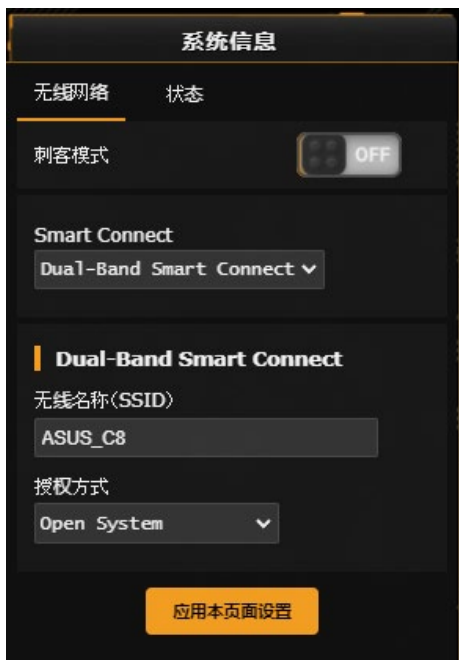 系统信息
无线网络 状态
刺客模式 OFF
Smart Connect
Dual-Band Smart Connect
Dual-Band Smart Connect
无线名称(SSID)
ASUS_C8
授权方式
Open System
应用本页面设置